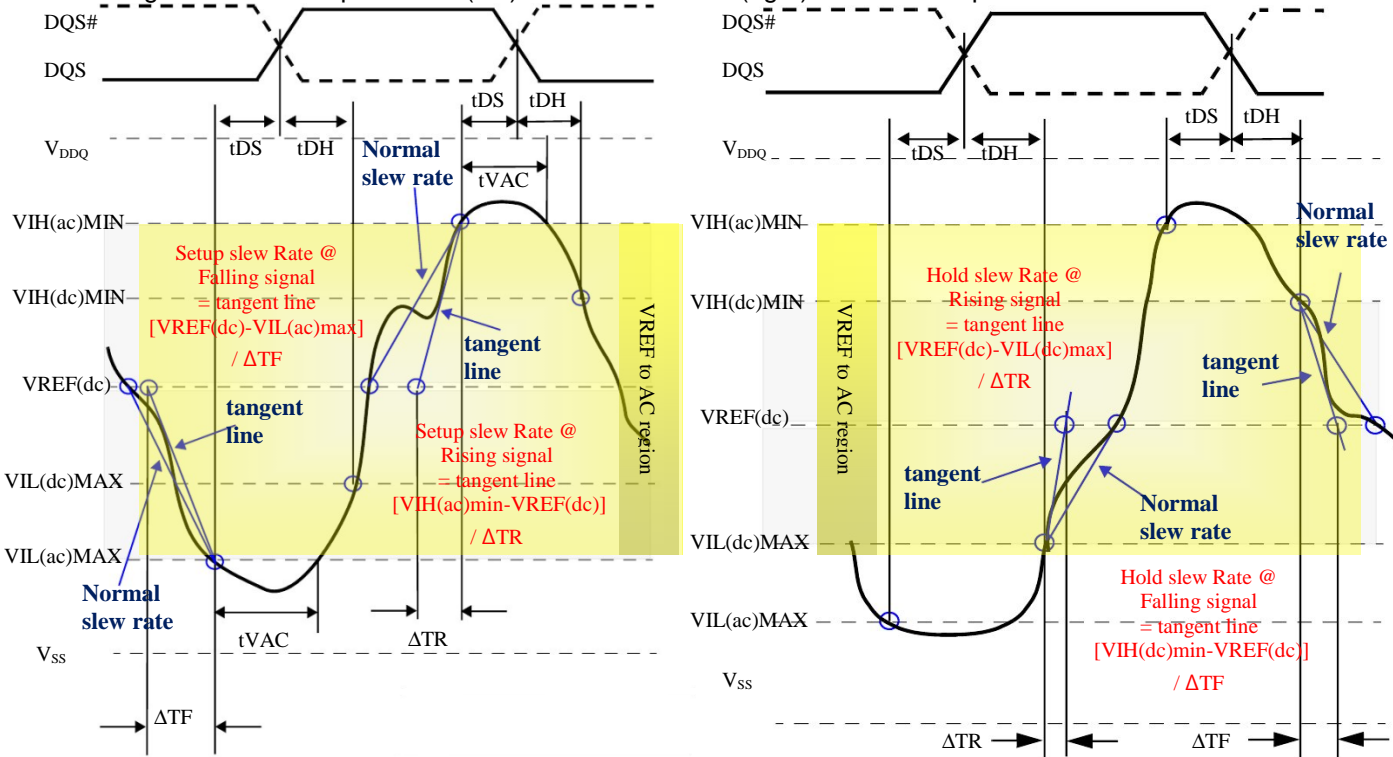 DQS#
DQS
tDS
tDH
tDS
tDH
VDDQ
Normal
slew rate
tVAC
VIH(ac)MIN
Setup slew Rate @
Falling signal
= tangent line
[VREF(dc)-VIL(ac)max]
/ ΔTF
VIH(dc)MIN
VREF to AC region
tangent
line
VREF(dc)
tangent
line
Setup slew Rate @
Rising signal
= tangent line
[VIH(ac)min-VREF(dc)]
/ ΔTR
VIL(dc)MAX
VIL(ac)MAX
Normal
slew rate
tVAC
ΔTR
VSS
ΔTF
DQS#
DQS
tDS
tDH
tDS
tDH
VDDQ
VIH(ac)MIN
Normal
slew rate
Hold slew Rate @
Rising signal
= tangent line
[VREF(dc)-VIL(dc)max]
/ ΔTR
VIH(dc)MIN
VREF to AC region
tangent
line
VREF(dc)
tangent
line
Normal
slew rate
VIL(dc)MAX
Hold slew Rate @
Falling signal
= tangent line
[VIH(dc)min-VREF(dc)]
/ ΔTF
VIL(ac)MAX
VSS
ΔTR
ΔTF